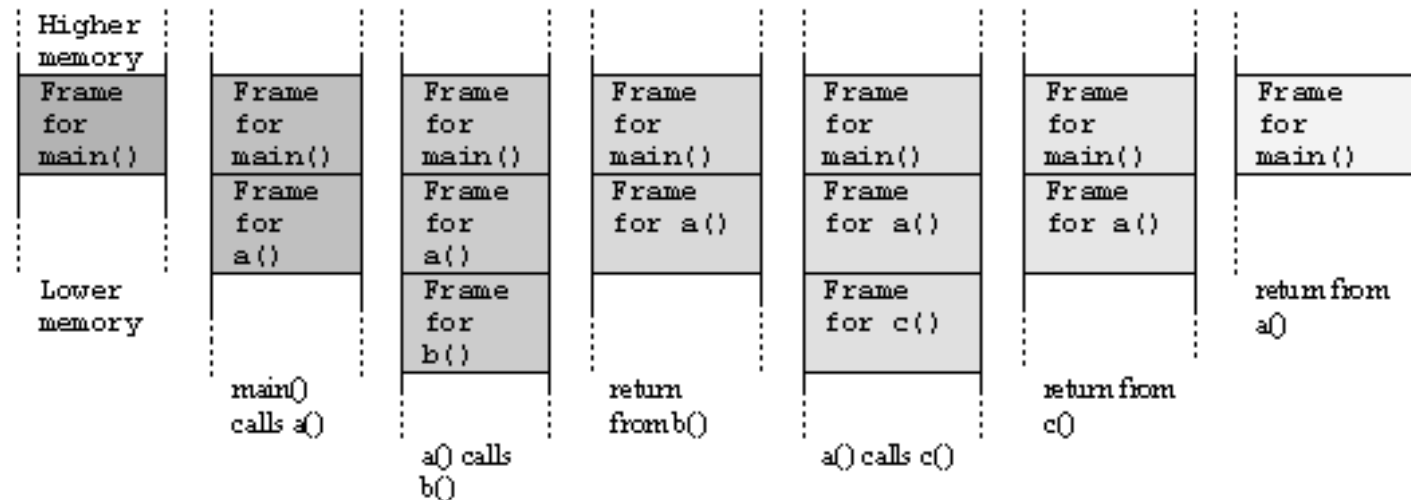 Higher
memory
Frame
for
main()
Lower
memory
Frame
for
main()
Frame
for
a()
main()
calls a()
Frame
for
main()
Frame
for
a()
Frame
for
b()
a() calls
b()
Frame
for
main()
Frame
for a()
return
from b()
Frame
for
main()
Frame
for a()
Frame
for c()
a() calls c()
Frame
for
main()
Frame
for a()
return from
c()
Frame
for
main()
return from
a()